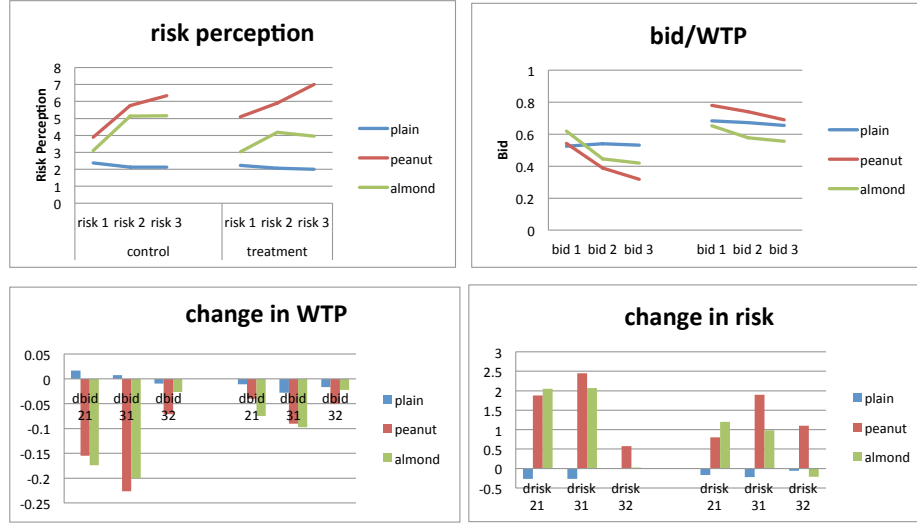 risk perception
8
7
6
5
4
3
2
1
0
Risk Perception
risk 1 risk 2 risk 3 risk 1 risk 2 risk 3
control treatment
plain
peanut
almond
bid/WTP
1
0.8
0.6
0.4
0.2
0
Bid
bid 1 bid 2 bid 3 bid 1 bid 2 bid 3
plain
peanut
almond
change in WTP
0.05
0
-0.05
-0.1
-0.15
-0.2
-0.25
dbid dbid dbid dbid dbid dbid
21 31 32 21 31 32
plain
peanut
almond
change in risk
3
2.5
2
1.5
1
0.5
0
-0.5
drisk drisk drisk drisk drisk drisk
21 31 32 21 31 32
plain
peanut
almond